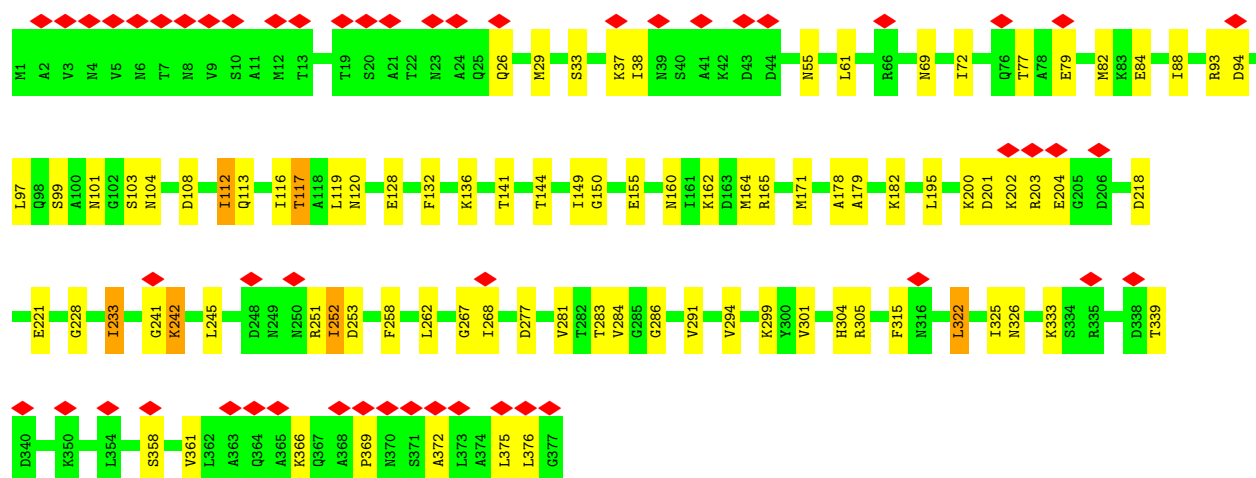 M1 A2 V3 N4 V5 N6 T7 N8 V9 S10 A11 M12 T13 T19 S20 A21 T22 N23 A24 Q25 Q26 M29 S33 K37 I38 N39 S40 A41 K42 D43 D44 N55 L61 R66 N69 I72 Q76 T77 A78 E79 M82 K83 E84 I88 R93 D94
L97 Q98 S99 A100 N101 G102 S103 N104 D108 I112 Q113 I116 T117 A118 L119 N120 E128 F132 K136 T141 T144 I149 G150 E155 N160 I161 K162 D163 M164 R165 M171 A178 A179 K182 L195 K200 D201 K202 R203 E204 G205 D206 D218
E221 G228 I233 G241 K242 L245 D248 N249 N250 R251 I252 D253 F258 L262 G267 I268 D277 V281 T282 T283 V284 G285 G286 V291 V294 K299 Y300 V301 H304 R305 F315 N316 L322 I325 N326 K333 S334 R335 D338 T339
D340 K350 L354 S358 V361 L362 A363 Q364 A365 K366 Q367 A368 P369 N370 S371 A372 L373 A374 L375 L376 G377